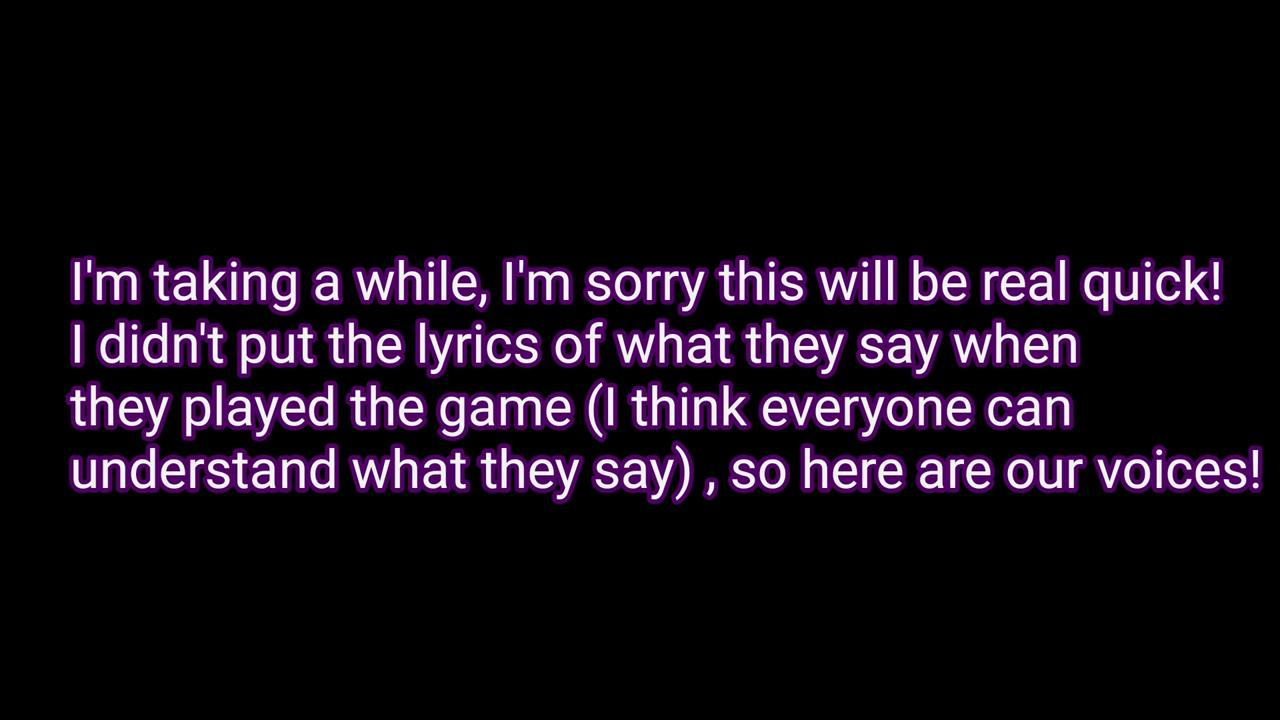 I'm taking a while, I'm sorry this will be real quick!
I didn't put the lyrics of what they say when
they played the game (I think everyone can
understand what they say) , so here are our voices!